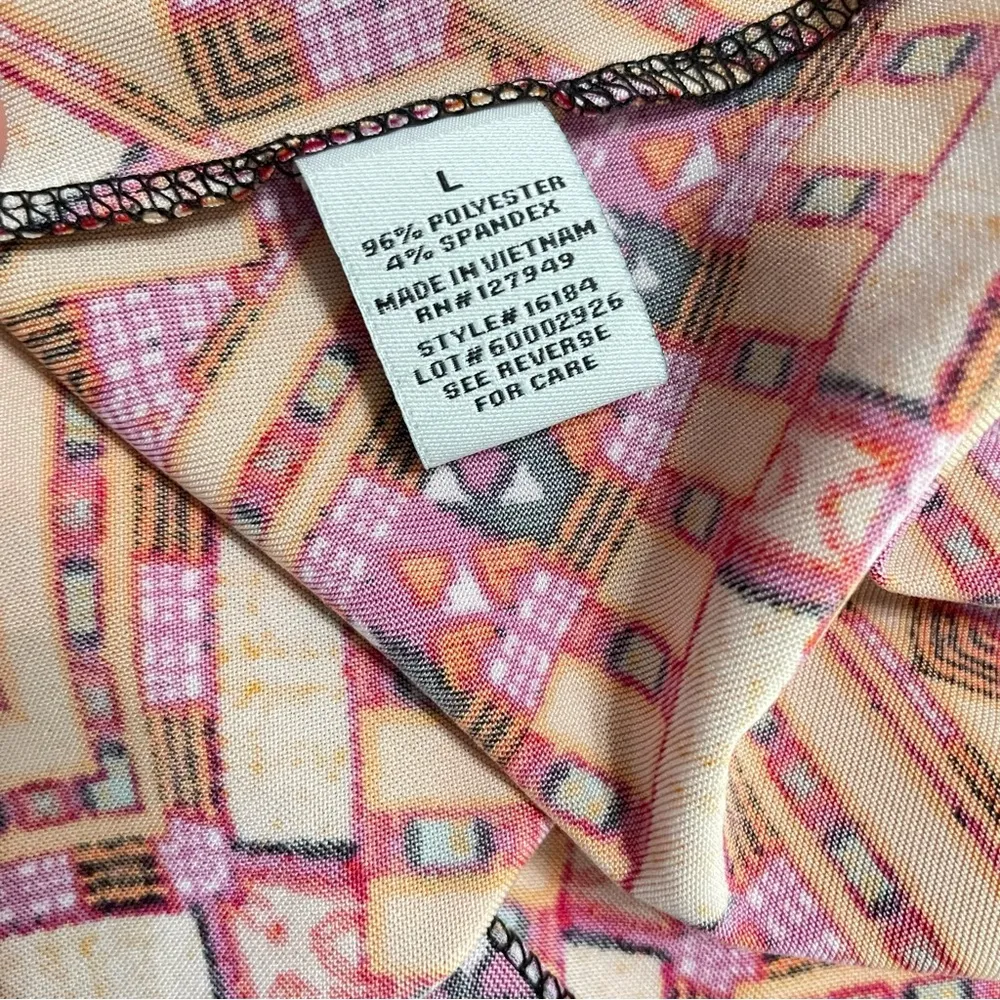 L
96% POLYESTER
4% SPANDEX
MADE IN VIETNAM
RN# 127949
STYLE# 16184
LOT# 60002926
SEE REVERSE
FOR CARE